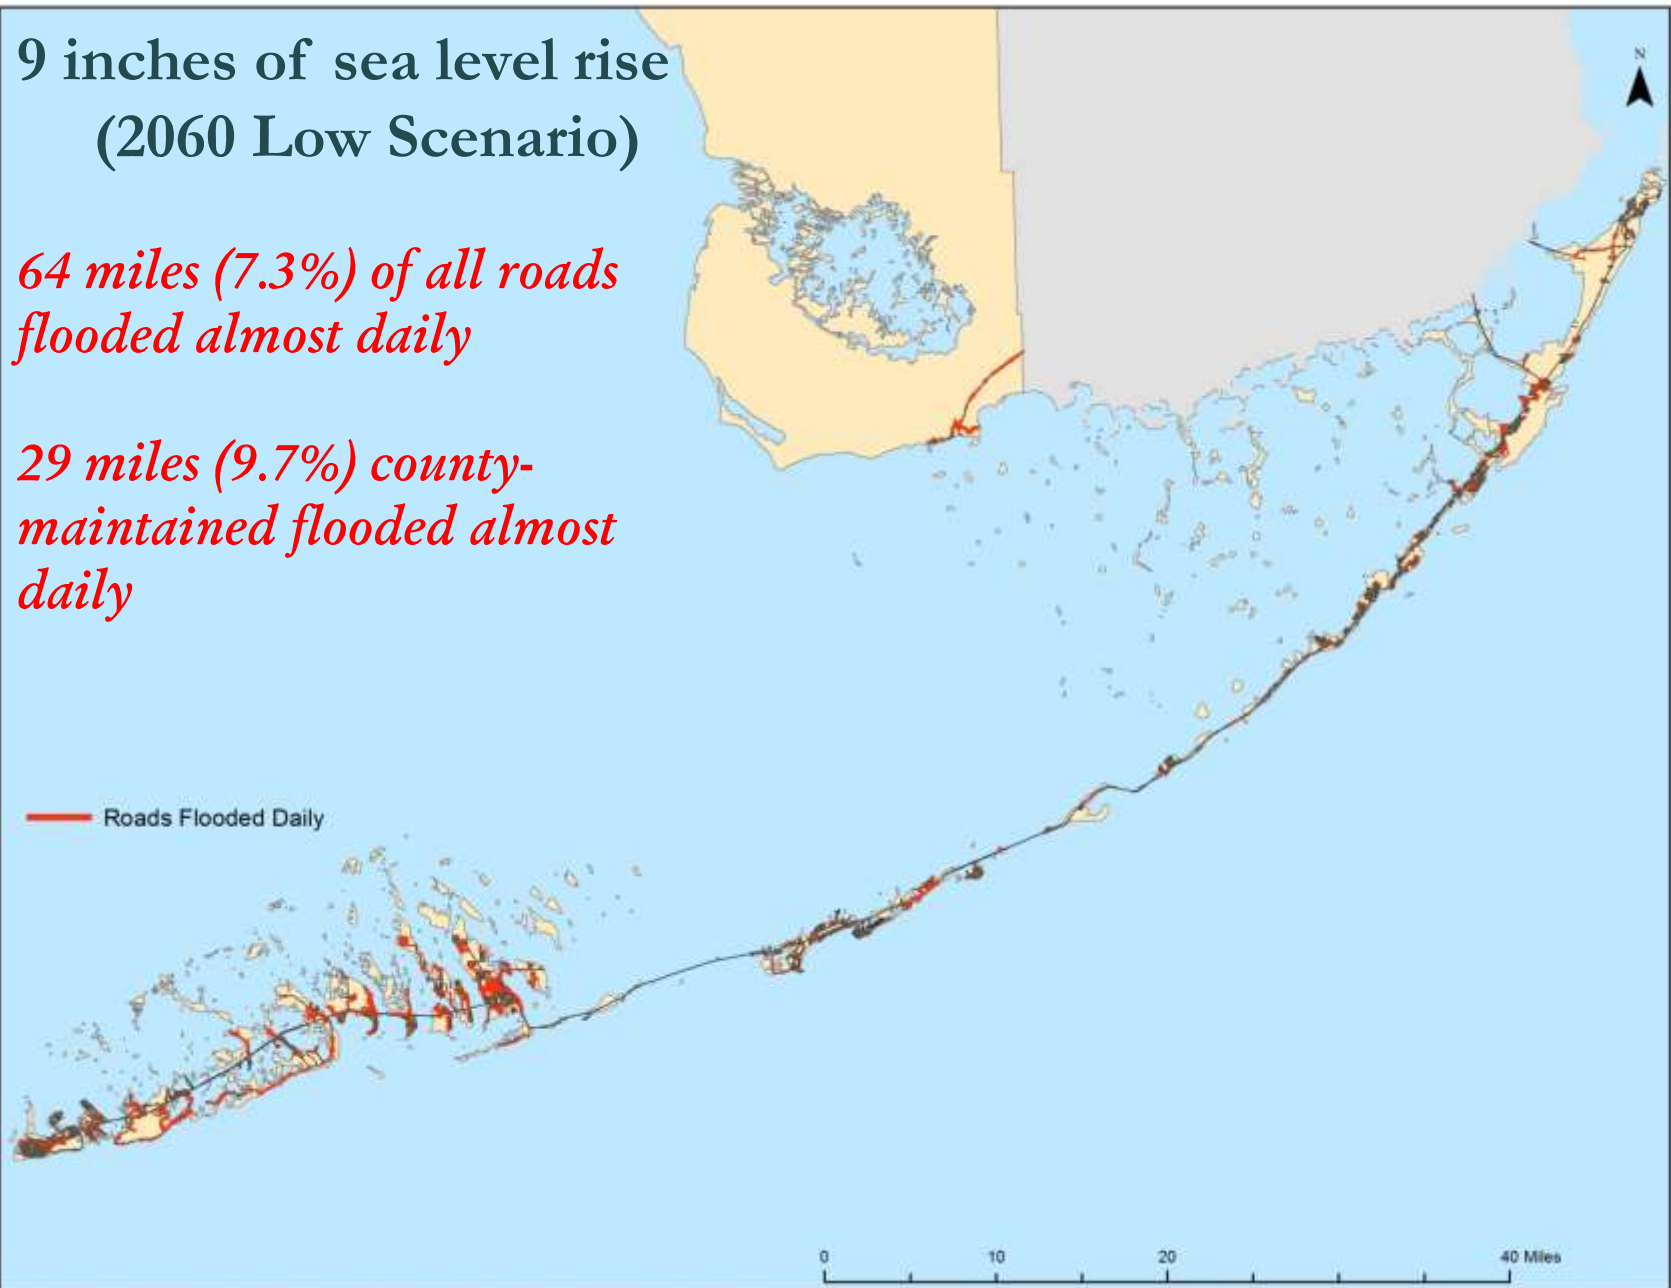 9 inches of sea level rise
(2060 Low Scenario)
64 miles (7.3%) of all roads
flooded almost daily
29 miles (9.7%) county-
maintained flooded almost
daily
N
Roads Flooded Daily
0 10 20 40 Miles